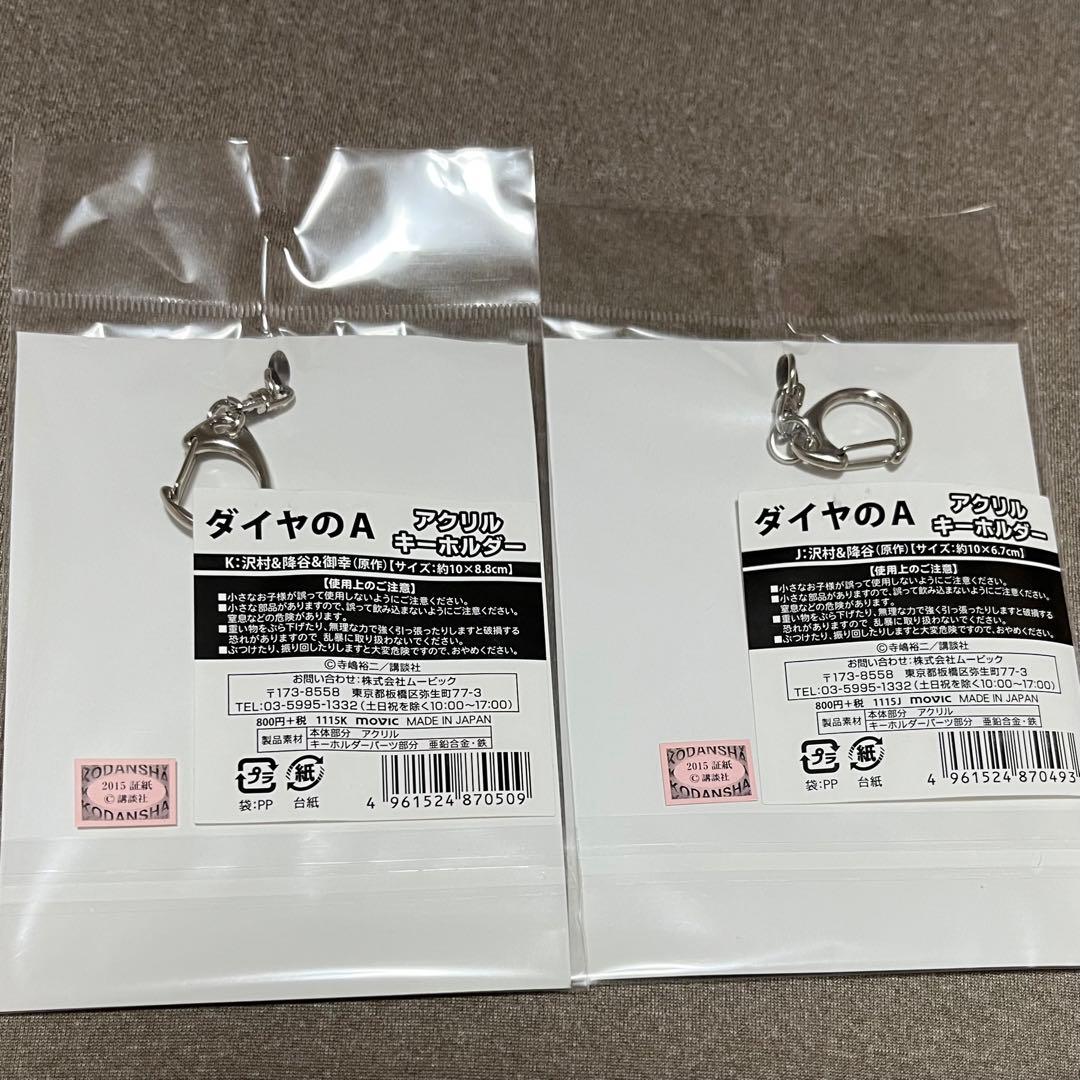 ダイヤのA
アクリル
キーホルダー
K:沢村&降谷&御幸(原作)【サイズ:約10×8.8cm】
【使用上のご注意】
■小さなお子様が誤って使用しないようにご注意ください。
■小さな部品がありますので、誤って飲み込まないようにご注意ください。
窒息などの危険があります。
■重い物をぶら下げたり、無理な力で強く引っ張ったりしますと破損する
恐れがありますので、乱暴に取り扱わないでください。
■ぶつけたり、振り回したりしますと大変危険ですので、おやめください。
©寺嶋裕二/講談社
お問い合わせ:株式会社ムービック
〒173-8558 東京都板橋区弥生町77-3
TEL:03-5995-1332(土日祝を除く10:00~17:00)
800円+税 1115K movic MADE IN JAPAN
製品素材 本体部分 アクリル
キーホルダーパーツ部分 亜鉛合金・鉄
プラ
袋:PP
紙
台紙
4 961524 870509
KODANSHA
2015 証紙
©講談社
KODANSHA
ダイヤのA
アクリル
キーホルダー
J:沢村&降谷(原作)【サイズ:約10×6.7cm】
【使用上のご注意】
■小さなお子様が誤って使用しないようにご注意ください。
■小さな部品がありますので、誤って飲み込まないようにご注意ください。
窒息などの危険があります。
■重い物をぶら下げたり、無理な力で強く引っ張ったりしますと破損する
恐れがありますので、乱暴に取り扱わないでください。
■ぶつけたり、振り回したりしますと大変危険ですので、おやめください。
©寺嶋裕二/講談社
お問い合わせ:株式会社ムービック
〒173-8558 東京都板橋区弥生町77-3
TEL:03-5995-1332(土日祝を除く10:00~17:00)
800円+税 1115J movic MADE IN JAPAN
製品素材 本体部分 アクリル
キーホルダーパーツ部分 亜鉛合金・鉄
プラ
袋:PP
紙
台紙
4 961524 870493
KODANSHA
2015 証紙
©講談社
KODANSHA